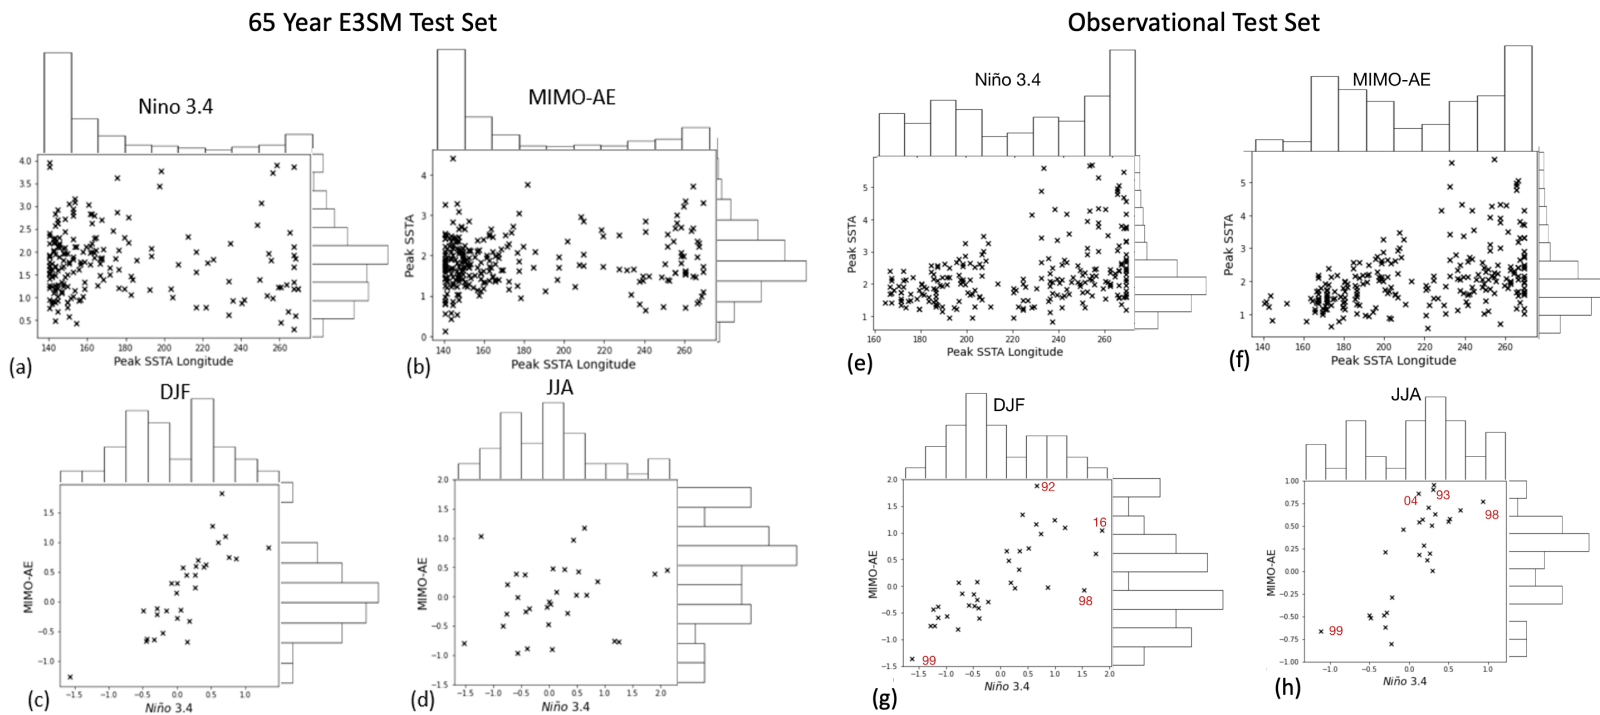 65 Year E3SM Test Set
Observational Test Set
Nino 3.4
4.0
3.5
3.0
2.5
2.0
1.5
1.0
0.5
140 160 180 200 220 240 260
Peak SSTA Longitude
(a)
MIMO-AE
Peak SSTA
4
3
2
1
0
140 160 180 200 220 240 260
Peak SSTA Longitude
(b)
Niño 3.4
Peak SSTA
5
4
3
2
1
160 180 200 220 240 260
Peak SSTA Longitude
(e)
MIMO-AE
Peak SSTA
5
4
3
2
1
140 160 180 200 220 240 260
Peak SSTA Longitude
(f)
DJF
MIMO-AE
1.5
1.0
0.5
0.0
−0.5
−1.0
−1.5 −1.0 −0.5 0.0 0.5 1.0 1.5
Niño 3.4
(c)
JJA
MIMO-AE
2.0
1.5
1.0
0.5
0.0
−0.5
−1.0
−1.5
−1.5 −1.0 −0.5 0.0 0.5 1.0 1.5 2.0
Niño 3.4
(d)
DJF
MIMO-AE
2.0
1.5
1.0
0.5
0.0
−0.5
−1.0
−1.5
92
16
98
99
−1.5 −1.0 −0.5 0.0 0.5 1.0 1.5 2.0
Niño 3.4
(g)
JJA
MIMO-AE
1.00
0.75
0.50
0.25
0.00
−0.25
−0.50
−0.75
−1.00
04
93
98
99
−1.0 −0.5 0.0 0.5 1.0
Niño 3.4
(h)